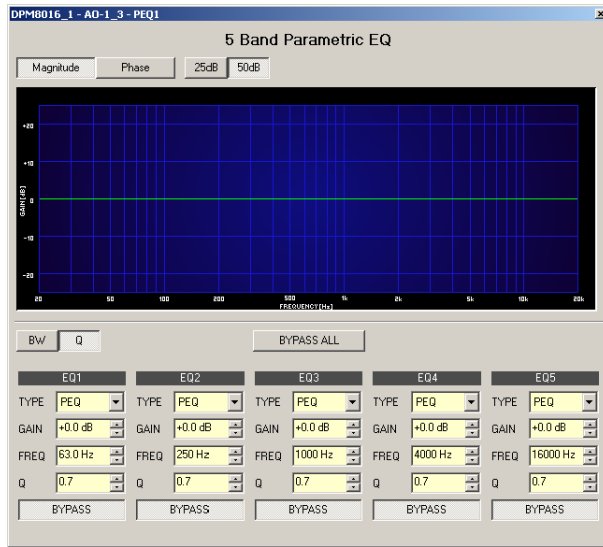 DPM8016_1 - AO-1_3 - PEQ1
5 Band Parametric EQ
Magnitude Phase 25dB 50dB
+20
+10
0
-10
-20
GAIN[dB]
20 50 100 200 500 1k 2k 5k 10k 20k
FREQUENCY[Hz]
BW Q BYPASS ALL
EQ1 EQ2 EQ3 EQ4 EQ5
TYPE PEQ TYPE PEQ TYPE PEQ TYPE PEQ TYPE PEQ
GAIN +0.0 dB GAIN +0.0 dB GAIN +0.0 dB GAIN +0.0 dB GAIN +0.0 dB
FREQ 63.0 Hz FREQ 250 Hz FREQ 1000 Hz FREQ 4000 Hz FREQ 16000 Hz
Q 0.7 Q 0.7 Q 0.7 Q 0.7 Q 0.7
BYPASS BYPASS BYPASS BYPASS BYPASS